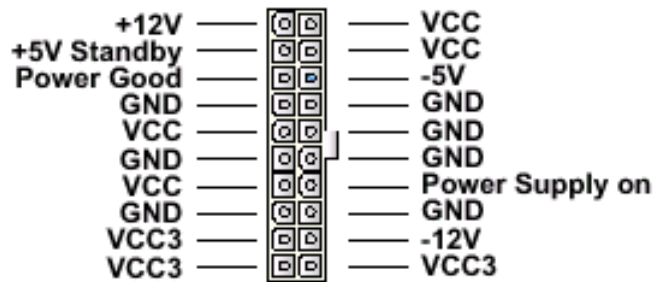 +12V VCC
+5V Standby VCC
Power Good -5V
GND GND
VCC GND
GND GND
VCC Power Supply on
GND GND
VCC3 -12V
VCC3 VCC3